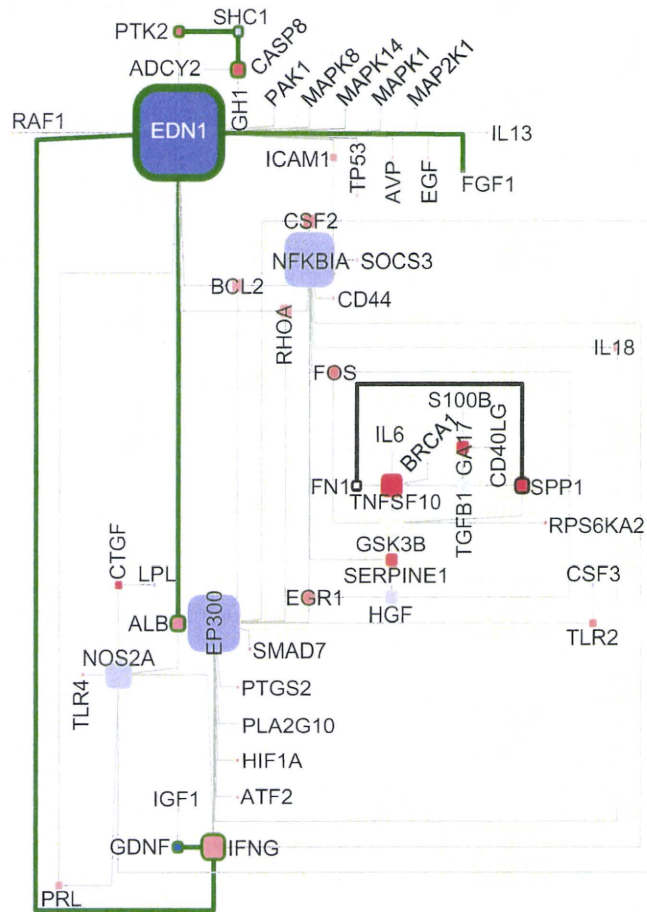 SHC1
PTK2
CASP8
ADCY2
GH1
PAK1
MAPK8
MAPK14
MAPK1
MAP2K1
RAF1
EDN1
IL13
ICAM1
TP53
AVP
EGF
FGF1
CSF2
NFKBIA
SOCS3
BCL2
CD44
RHOA
IL18
FOS
S100B
IL6
BRCA1
GA17
CD40LG
FN1
TNFSF10
TGFB1
SPP1
RPS6KA2
GSK3B
CTGF
LPL
SERPINE1
CSF3
EGR1
HGF
ALB
EP300
TLR2
SMAD7
NOS2A
TLR4
PTGS2
PLA2G10
HIF1A
IGF1
ATF2
GDNF
IFNG
PRL